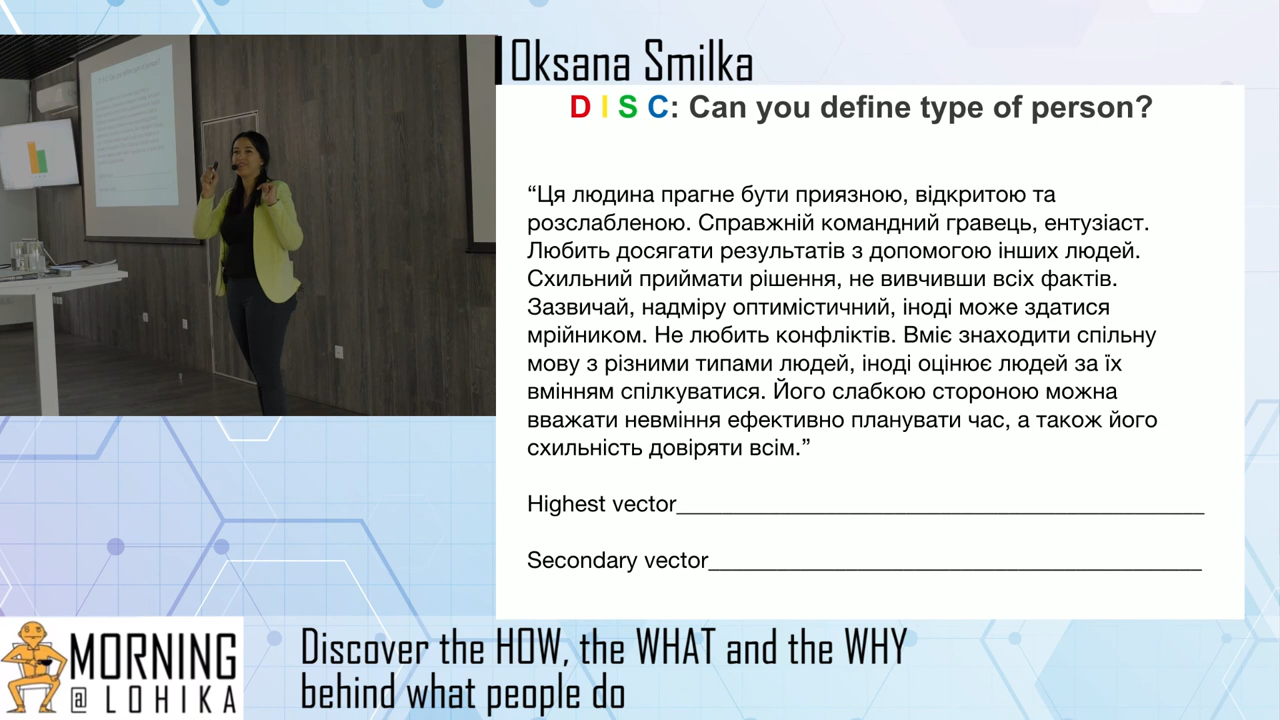 Oksana Smilka
D I S C: Can you define type of person?
“Ця людина прагне бути приязною, відкритою та
розслабленою. Справжній командний гравець, ентузіаст.
Любить досягати результатів з допомогою інших людей.
Схильний приймати рішення, не вивчивши всіх фактів.
Зазвичай, надміру оптимістичний, іноді може здатися
мрійником. Не любить конфліктів. Вміє знаходити спільну
мову з різними типами людей, іноді оцінює людей за їх
вмінням спілкуватися. Його слабкою стороною можна
вважати невміння ефективно планувати час, а також його
схильність довіряти всім.”
Highest vector___________________________________________
Secondary vector________________________________________
MORNING
@ LOHIKA
Discover the HOW, the WHAT and the WHY
behind what people do